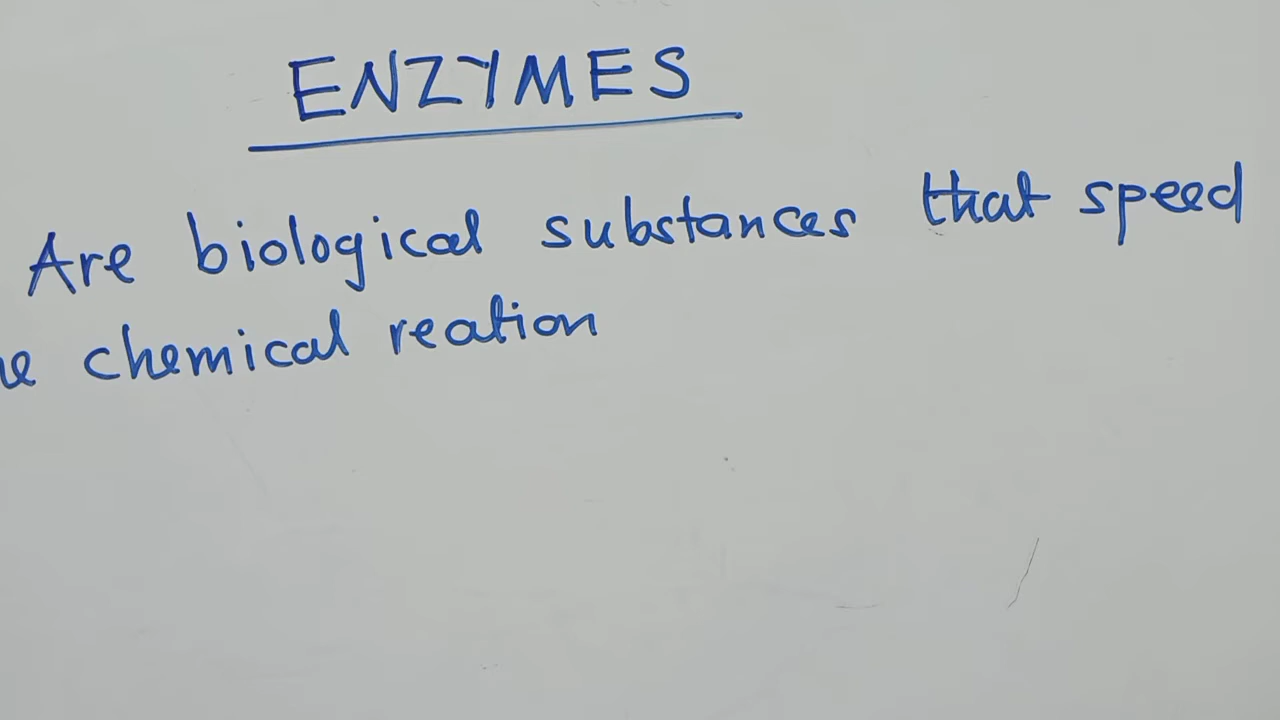 ENZYMES
Are biological substances that speed
chemical reation